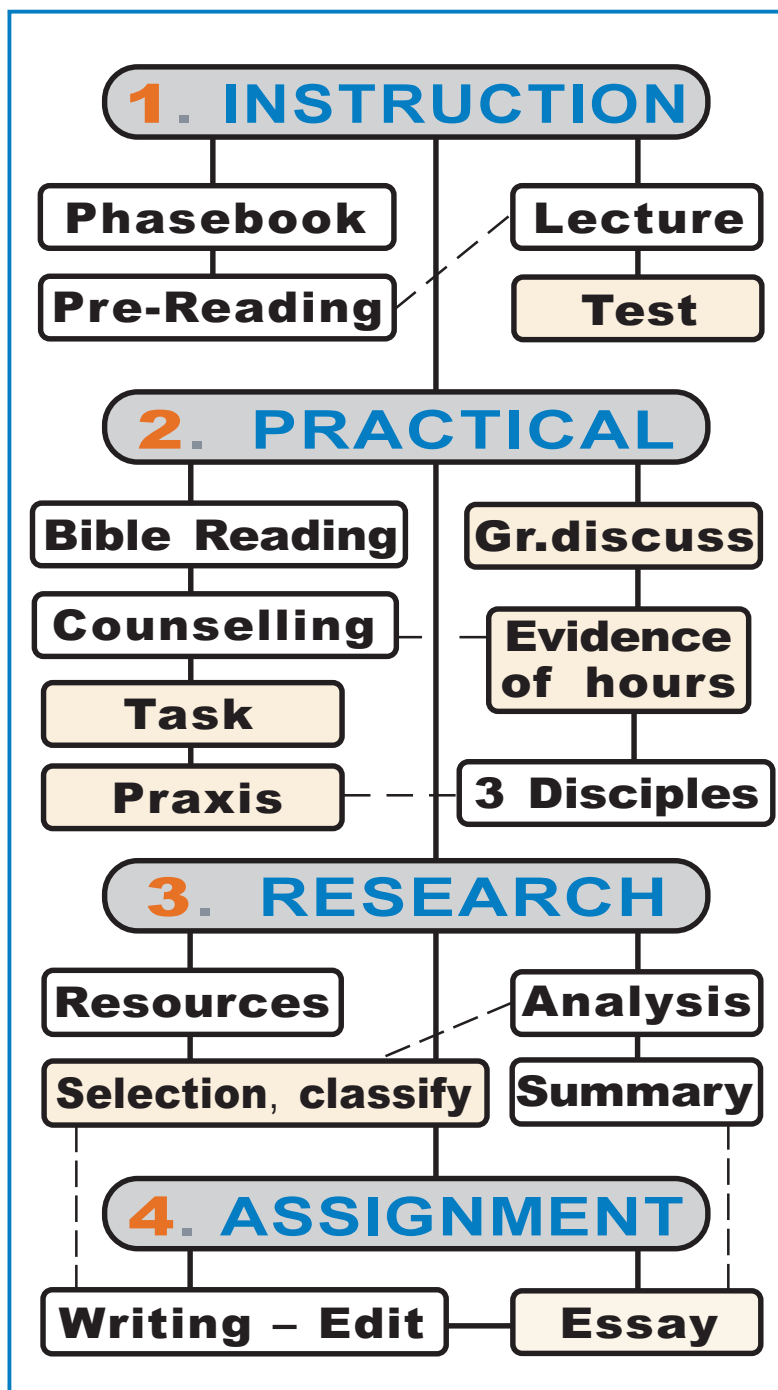 1. INSTRUCTION
Phasebook
Lecture
Pre-Reading
Test
2. PRACTICAL
Bible Reading
Gr.discuss
Counselling
Evidence
of hours
Task
Praxis
3 Disciples
3. RESEARCH
Resources
Analysis
Selection, classify
Summary
4. ASSIGNMENT
Writing – Edit
Essay